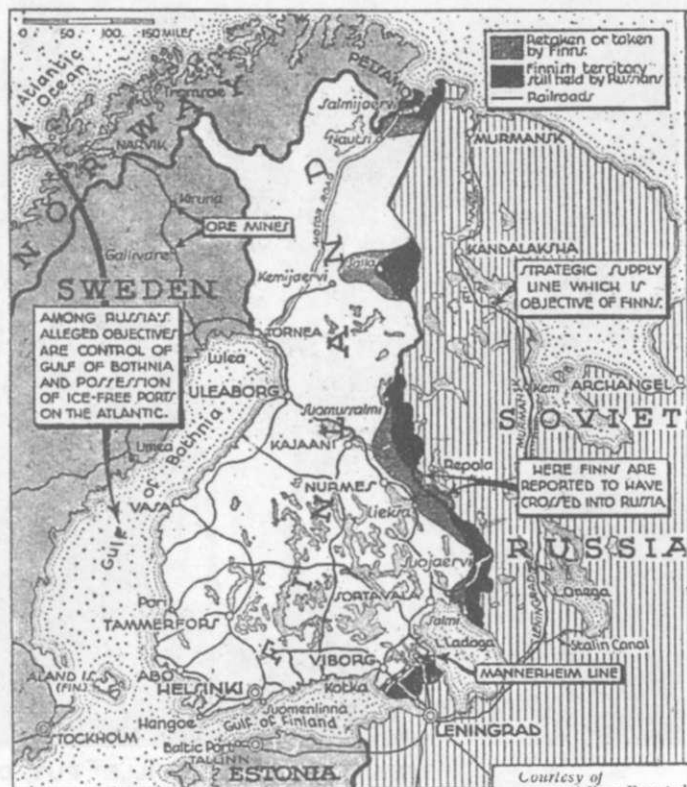 0 50 100 150 MILES
Retaken or taken
by Finns.
Finnish territory
still held by Russians
Railroads
Atlantic
Ocean
NORWAY
Tromsoe
NARVIK
PETSAMO
Salmijaervi
Nautsi
MOTOR ROAD
MURMANSK
Kiruna
ORE MINES
Galivare
SWEDEN
Salla
Kemijaervi
KANDALAKSHA
STRATEGIC SUPPLY
LINE WHICH IS
OBJECTIVE OF FINNS.
AMONG RUSSIA'S
ALLEGED OBJECTIVES
ARE CONTROL OF
GULF OF BOTHNIA
AND POSSESSION
OF ICE-FREE PORTS
ON THE ATLANTIC.
TORNEA
Lulea
ULEABORG
FINLAND
Kem
ARCHANGEL
SOVIET
RUSSIA
Suomussalmi
KAJAANI
Umea
Gulf of Bothnia
Repola
HERE FINNS ARE
REPORTED TO HAVE
CROSSED INTO RUSSIA.
NURMES
Lieksa
VASA
Suojaervi
SORTAVALA
L. Onega
Pori
TAMMERFORS
Salmi
L. Ladoga
Stalin Canal
VIBORG
MANNERHEIM LINE
ALAND IS.
(FIN.)
ABO
HELSINKI
Kotka
Hangoe
Suomenlinna
Gulf of Finland
LENINGRAD
STOCKHOLM
Baltic Port
TALLINN
ESTONIA
Courtesy of